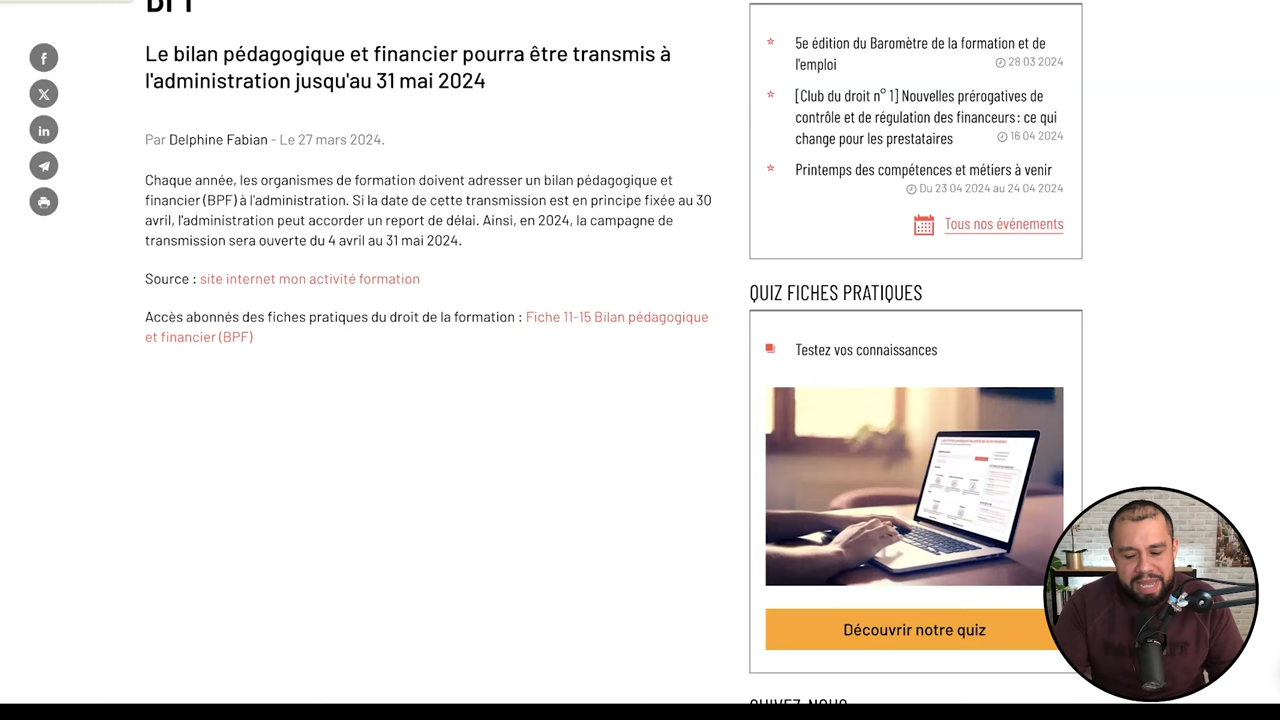 BPF
Le bilan pédagogique et financier pourra être transmis à
l'administration jusqu'au 31 mai 2024
Par Delphine Fabian - Le 27 mars 2024.
Chaque année, les organismes de formation doivent adresser un bilan pédagogique et
financier (BPF) à l'administration. Si la date de cette transmission est en principe fixée au 30
avril, l'administration peut accorder un report de délai. Ainsi, en 2024, la campagne de
transmission sera ouverte du 4 avril au 31 mai 2024.
Source : site internet mon activité formation
Accès abonnés des fiches pratiques du droit de la formation : Fiche 11-15 Bilan pédagogique
et financier (BPF)
5e édition du Baromètre de la formation et de
l'emploi
28 03 2024
[Club du droit n° 1] Nouvelles prérogatives de
contrôle et de régulation des financeurs : ce qui
change pour les prestataires
16 04 2024
Printemps des compétences et métiers à venir
Du 23 04 2024 au 24 04 2024
Tous nos événements
QUIZ FICHES PRATIQUES
Testez vos connaissances
Découvrir notre quiz
SUIVEZ-NOUS